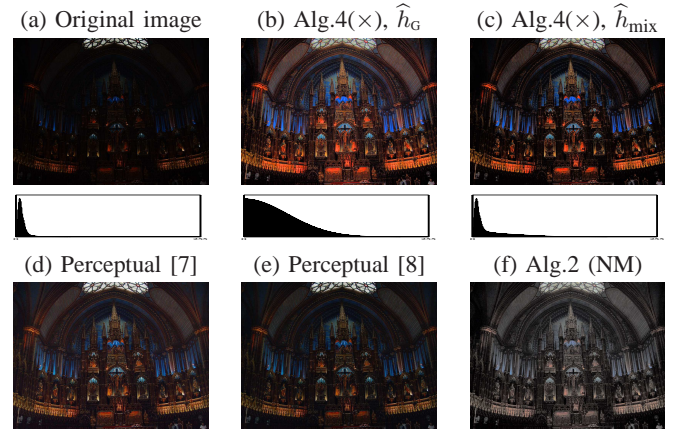 (a) Original image
(b) Alg.4(×), ĥ_G
(c) Alg.4(×), ĥ_mix
(d) Perceptual [7]
(e) Perceptual [8]
(f) Alg.2 (NM)